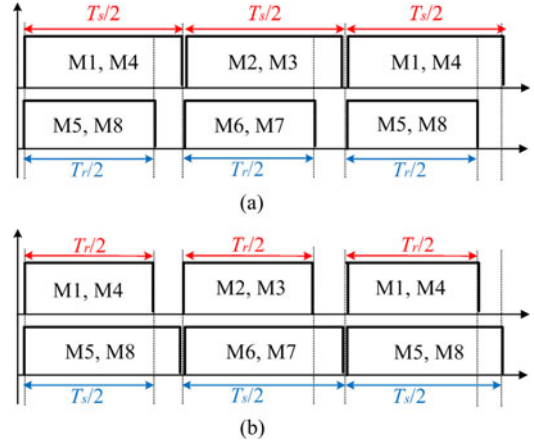 Ts/2 Ts/2 Ts/2
M1, M4 M2, M3 M1, M4
M5, M8 M6, M7 M5, M8
Tr/2 Tr/2 Tr/2
(a)
Tr/2 Tr/2 Tr/2
M1, M4 M2, M3 M1, M4
M5, M8 M6, M7 M5, M8
Ts/2 Ts/2 Ts/2
(b)